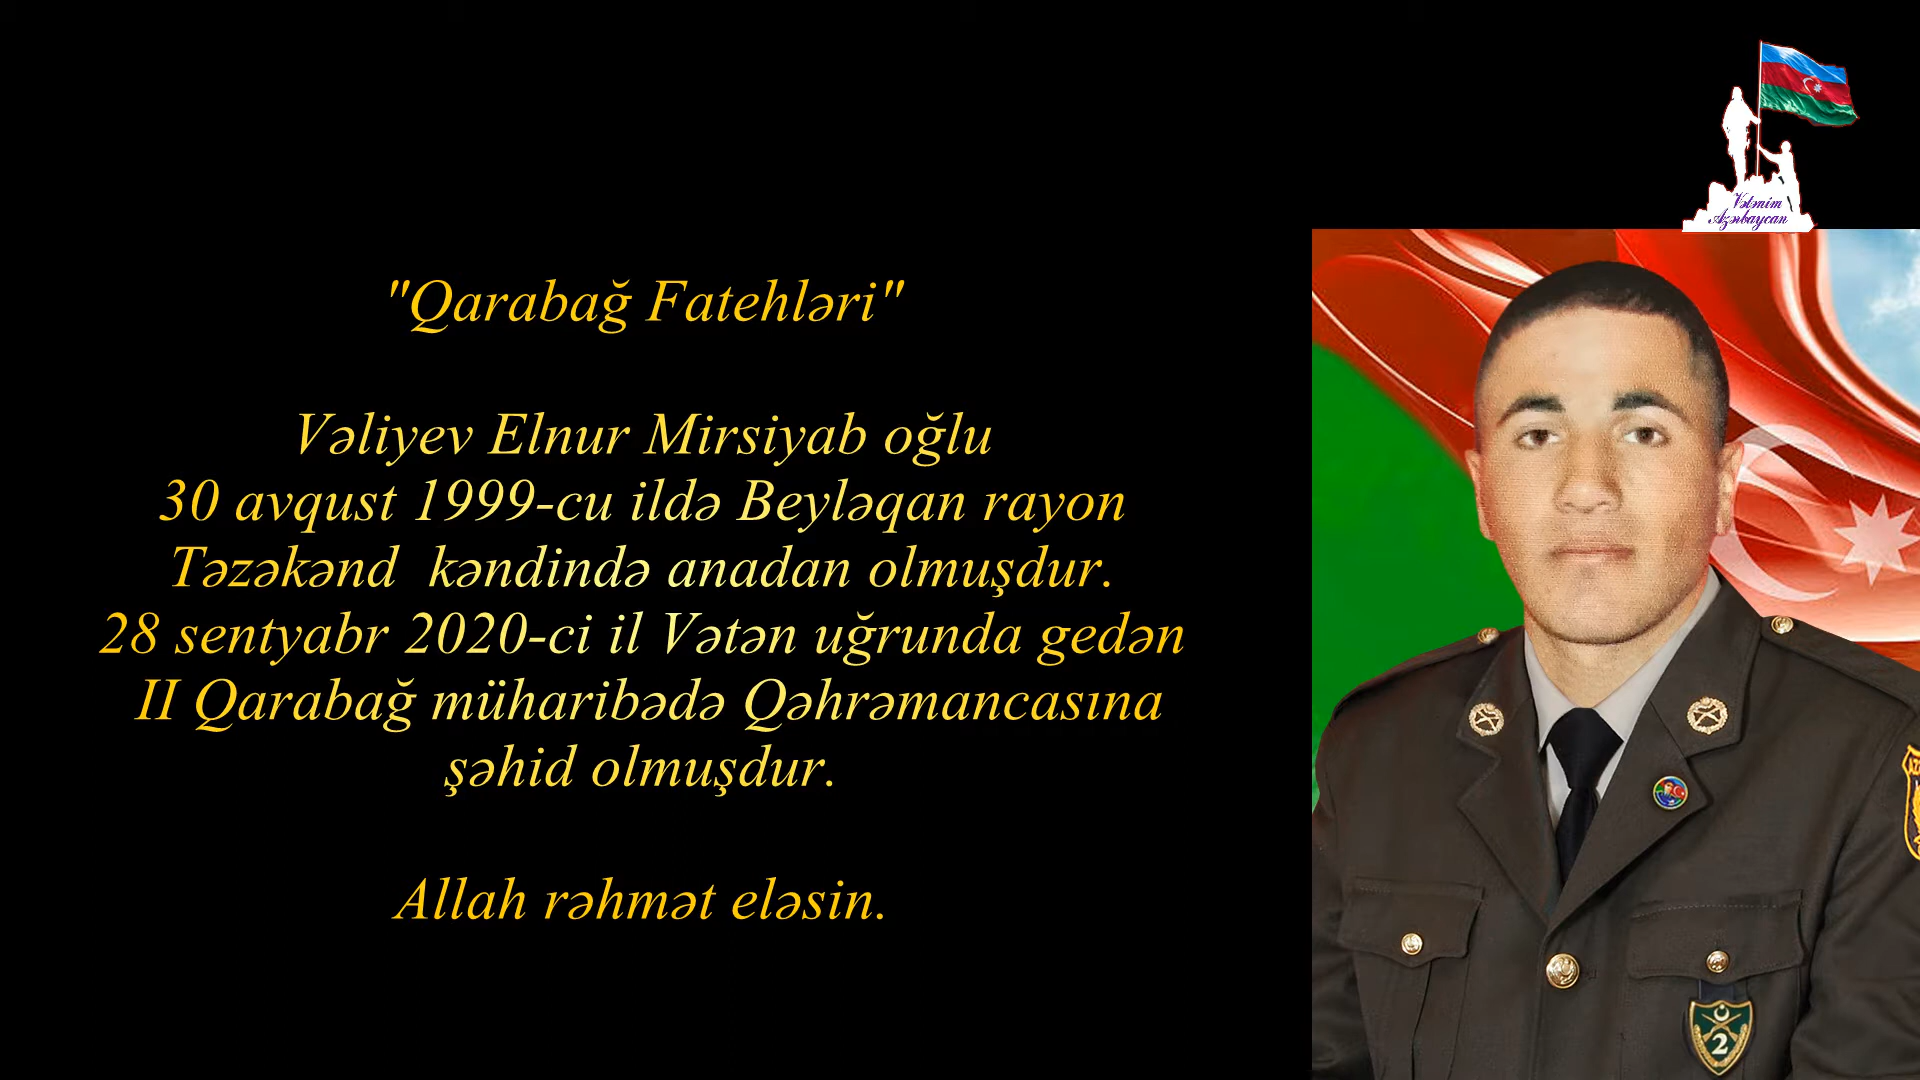 Vətənim
Azərbaycan
"Qarabağ Fatehləri"
Vəliyev Elnur Mirsiyab oğlu
30 avqust 1999-cu ildə Beyləqan rayon
Təzəkənd kəndində anadan olmuşdur.
28 sentyabr 2020-ci il Vətən uğrunda gedən
II Qarabağ müharibədə Qəhrəmancasına
şəhid olmuşdur.
Allah rəhmət eləsin.
2